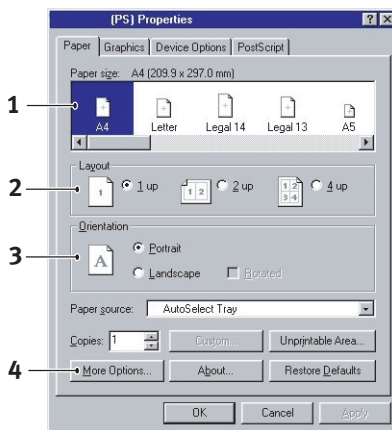 (PS) Properties
Paper Graphics Device Options PostScript
Paper size: A4 (209.9 x 297.0 mm)
1
A4 Letter Legal 14 Legal 13 A5
Layout
2
1 1 up 1 2 2 up 1 2 3 4 4 up
Orientation
3
A Portrait
Landscape Rotated
Paper source: AutoSelect Tray
Copies: 1 Custom... Unprintable Area...
4
More Options... About... Restore Defaults
OK Cancel Apply